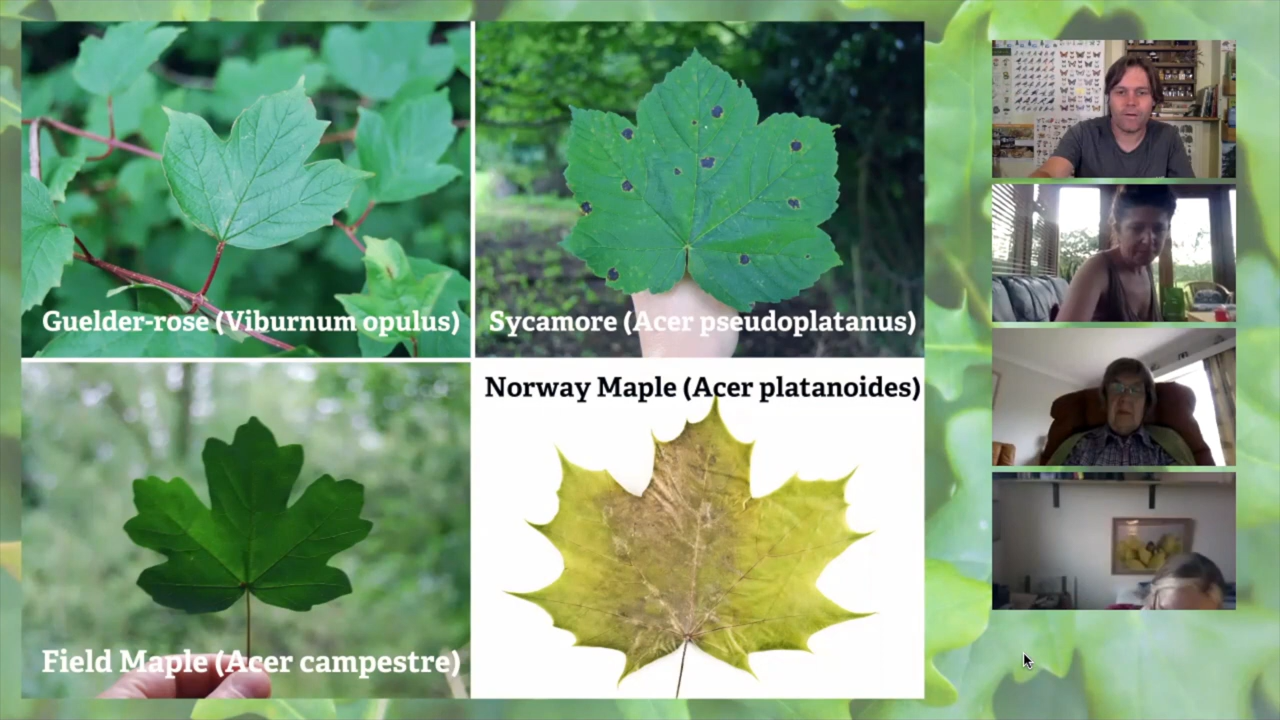 Guelder-rose (Viburnum opulus)
Sycamore (Acer pseudoplatanus)
Field Maple (Acer campestre)
Norway Maple (Acer platanoides)